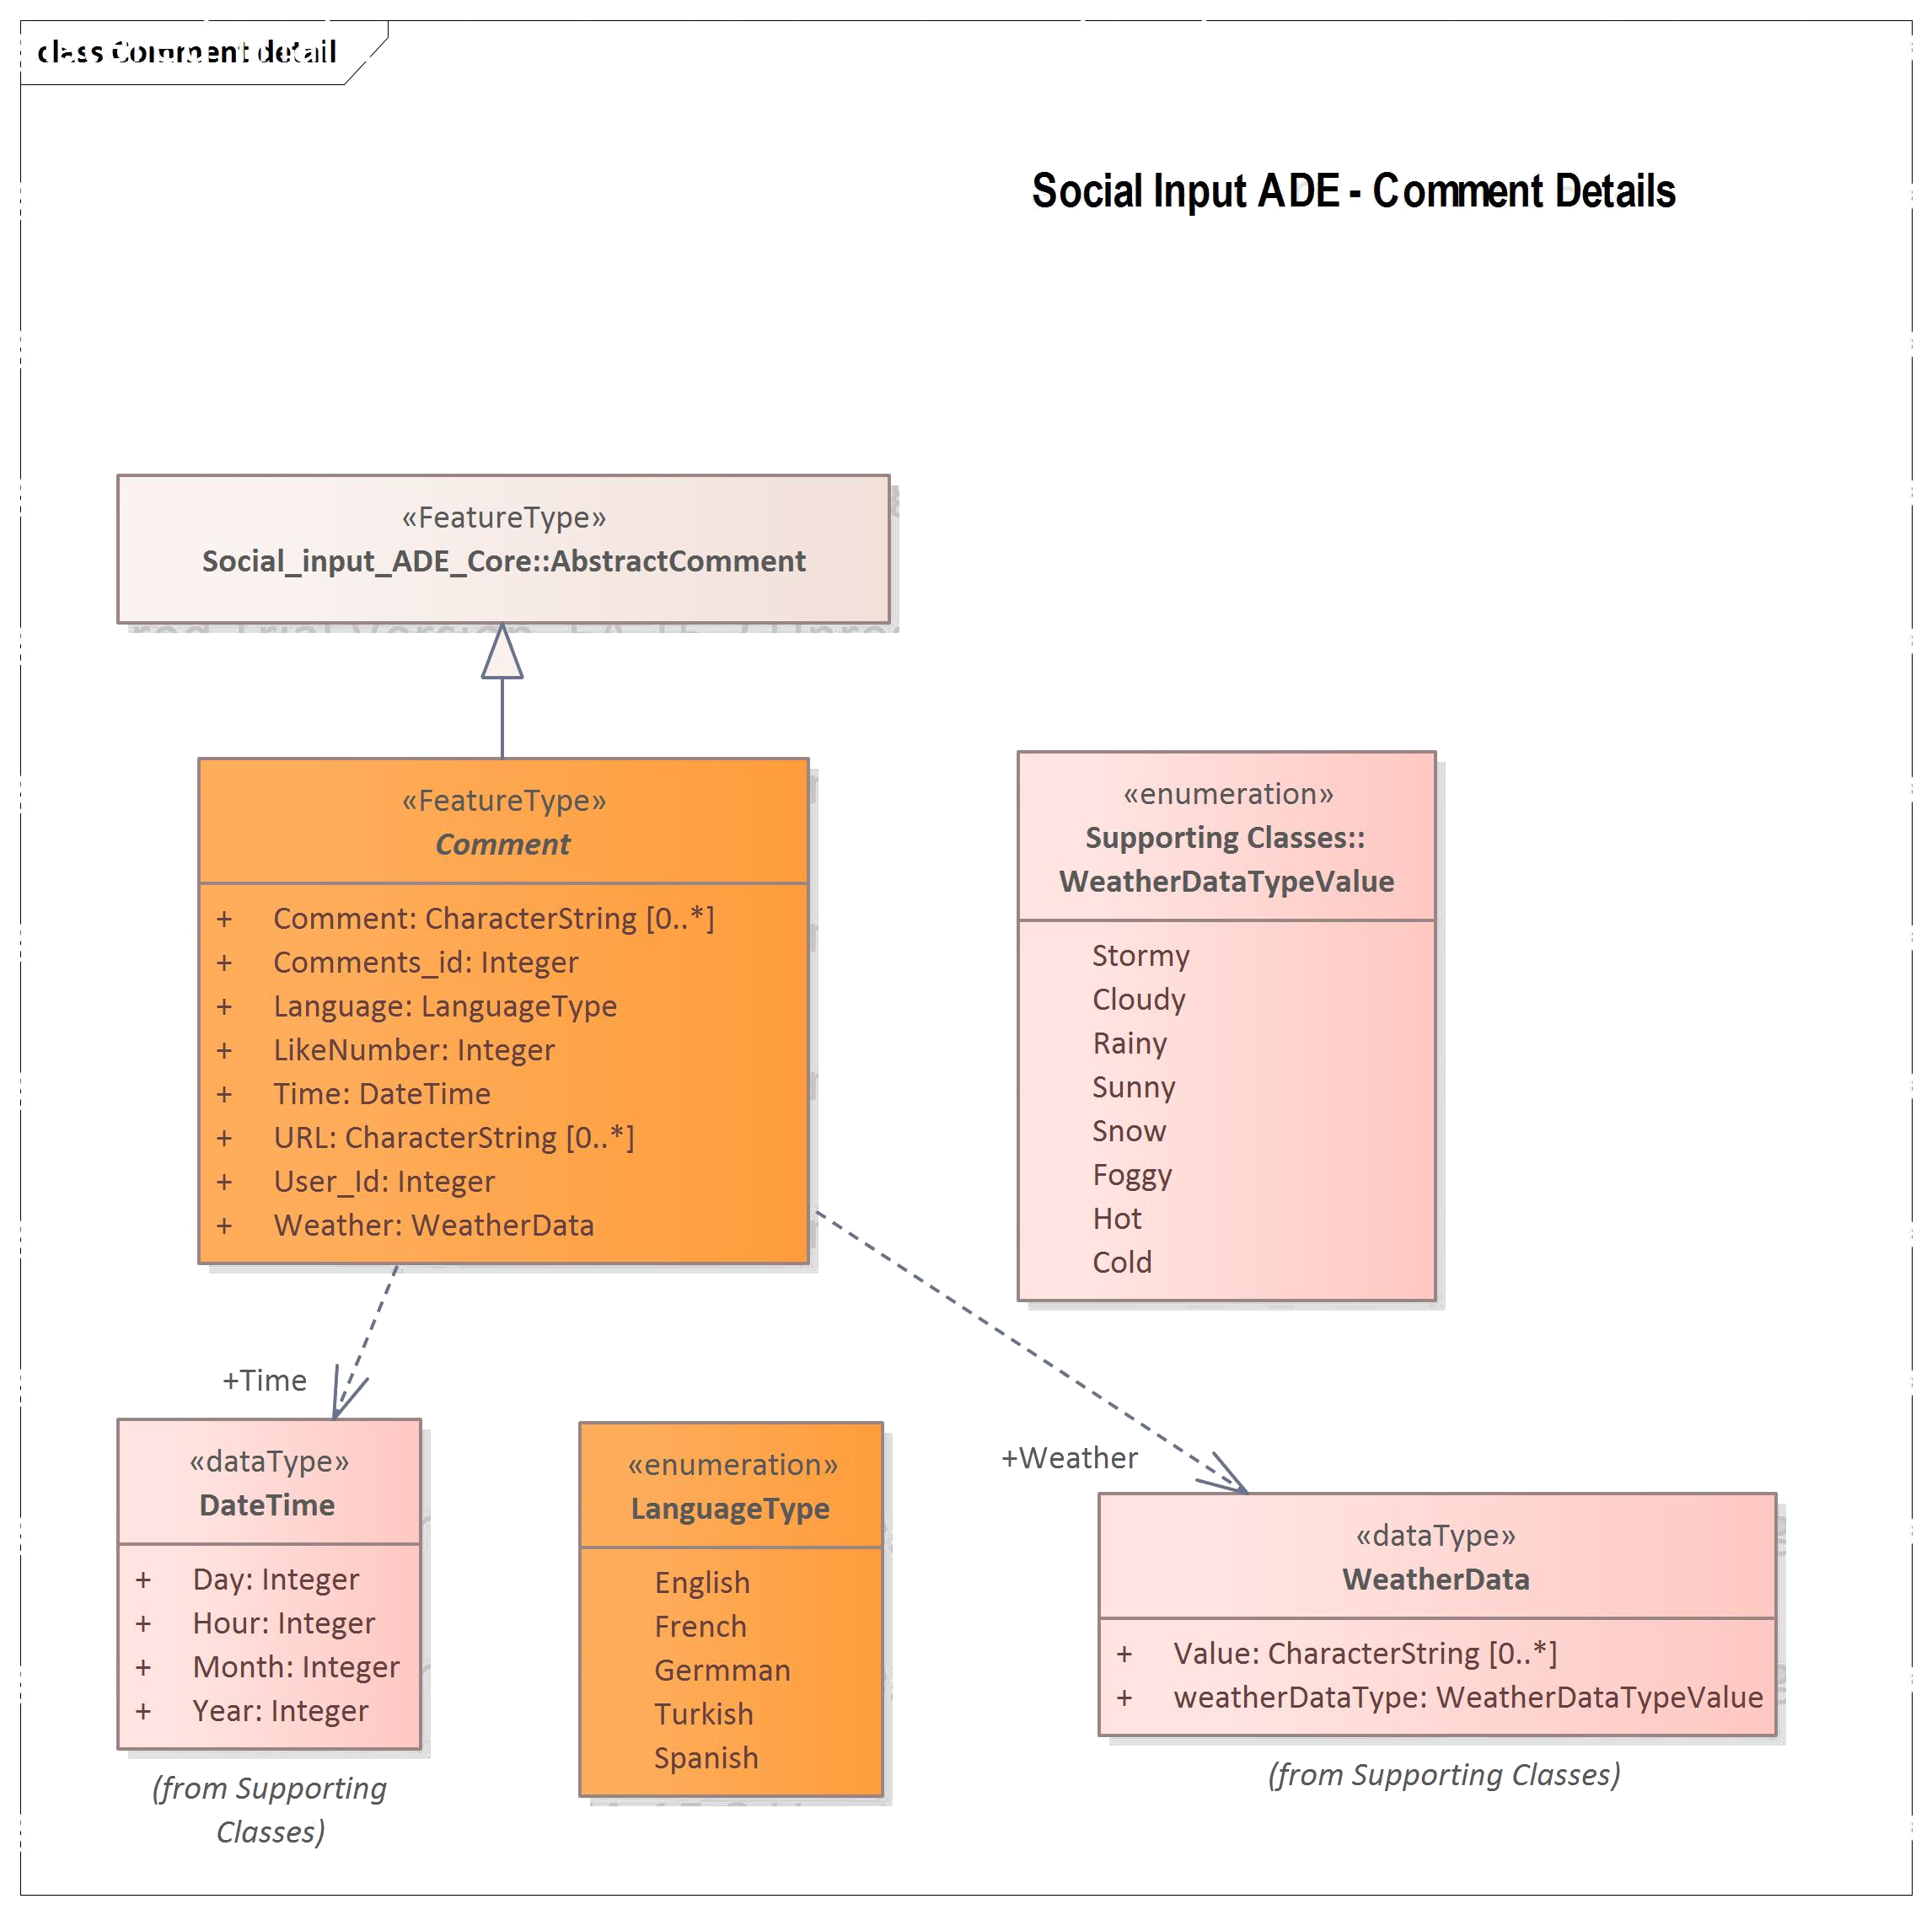 class Comment detail
Social Input ADE - Comment Details
«FeatureType»
Social_input_ADE_Core::AbstractComment
«FeatureType»
Comment
+ Comment: CharacterString [0..*]
+ Comments_id: Integer
+ Language: LanguageType
+ LikeNumber: Integer
+ Time: DateTime
+ URL: CharacterString [0..*]
+ User_Id: Integer
+ Weather: WeatherData
«enumeration»
Supporting Classes::
WeatherDataTypeValue
Stormy
Cloudy
Rainy
Sunny
Snow
Foggy
Hot
Cold
+Time
+Weather
«dataType»
DateTime
+ Day: Integer
+ Hour: Integer
+ Month: Integer
+ Year: Integer
(from Supporting
Classes)
«enumeration»
LanguageType
English
French
Germman
Turkish
Spanish
«dataType»
WeatherData
+ Value: CharacterString [0..*]
+ weatherDataType: WeatherDataTypeValue
(from Supporting Classes)